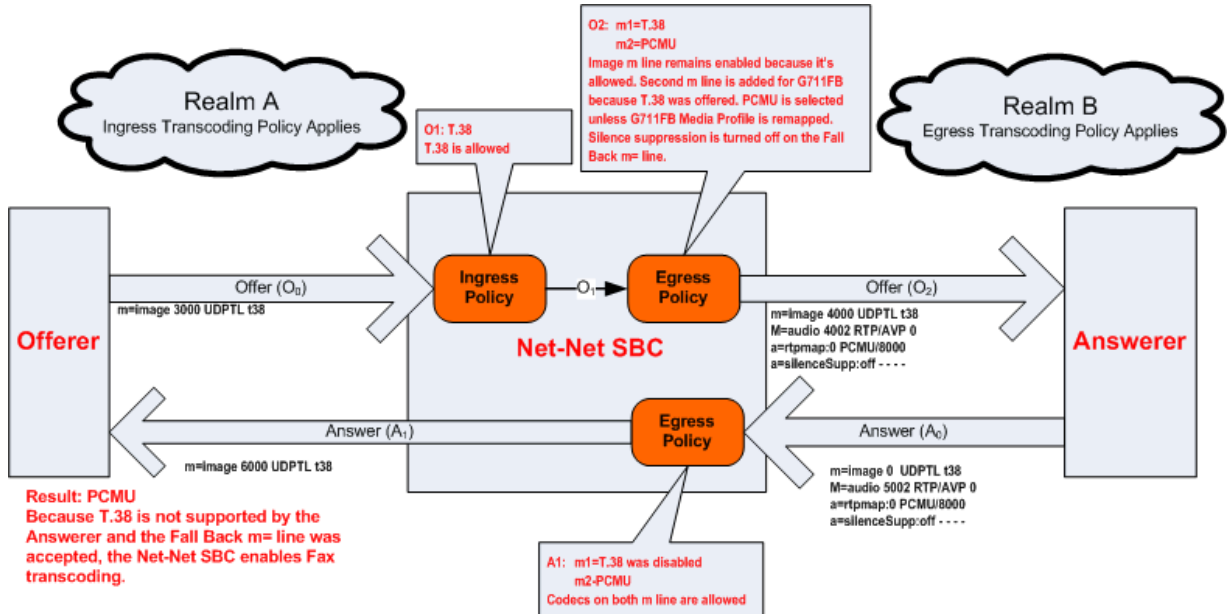 Realm A
Ingress Transcoding Policy Applies
O1: T.38
T.38 is allowed
O2: m1=T.38
m2=PCMU
Image m line remains enabled because it's
allowed. Second m line is added for G711FB
because T.38 was offered. PCMU is selected
unless G711FB Media Profile is remapped.
Silence suppression is turned off on the Fall
Back m= line.
Realm B
Egress Transcoding Policy Applies
Offerer
Offer (O₀)
m=image 3000 UDPTL t38
Ingress
Policy
O₁
Egress
Policy
Net-Net SBC
Offer (O₂)
m=image 4000 UDPTL t38
M=audio 4002 RTP/AVP 0
a=rtpmap:0 PCMU/8000
a=silenceSupp:off - - - -
Answerer
Answer (A₁)
m=image 6000 UDPTL t38
Egress
Policy
Answer (A₀)
m=image 0 UDPTL t38
M=audio 5002 RTP/AVP 0
a=rtpmap:0 PCMU/8000
a=silenceSupp:off - - - -
Result: PCMU
Because T.38 is not supported by the
Answerer and the Fall Back m= line was
accepted, the Net-Net SBC enables Fax
transcoding.
A1: m1=T.38 was disabled
m2-PCMU
Codecs on both m line are allowed